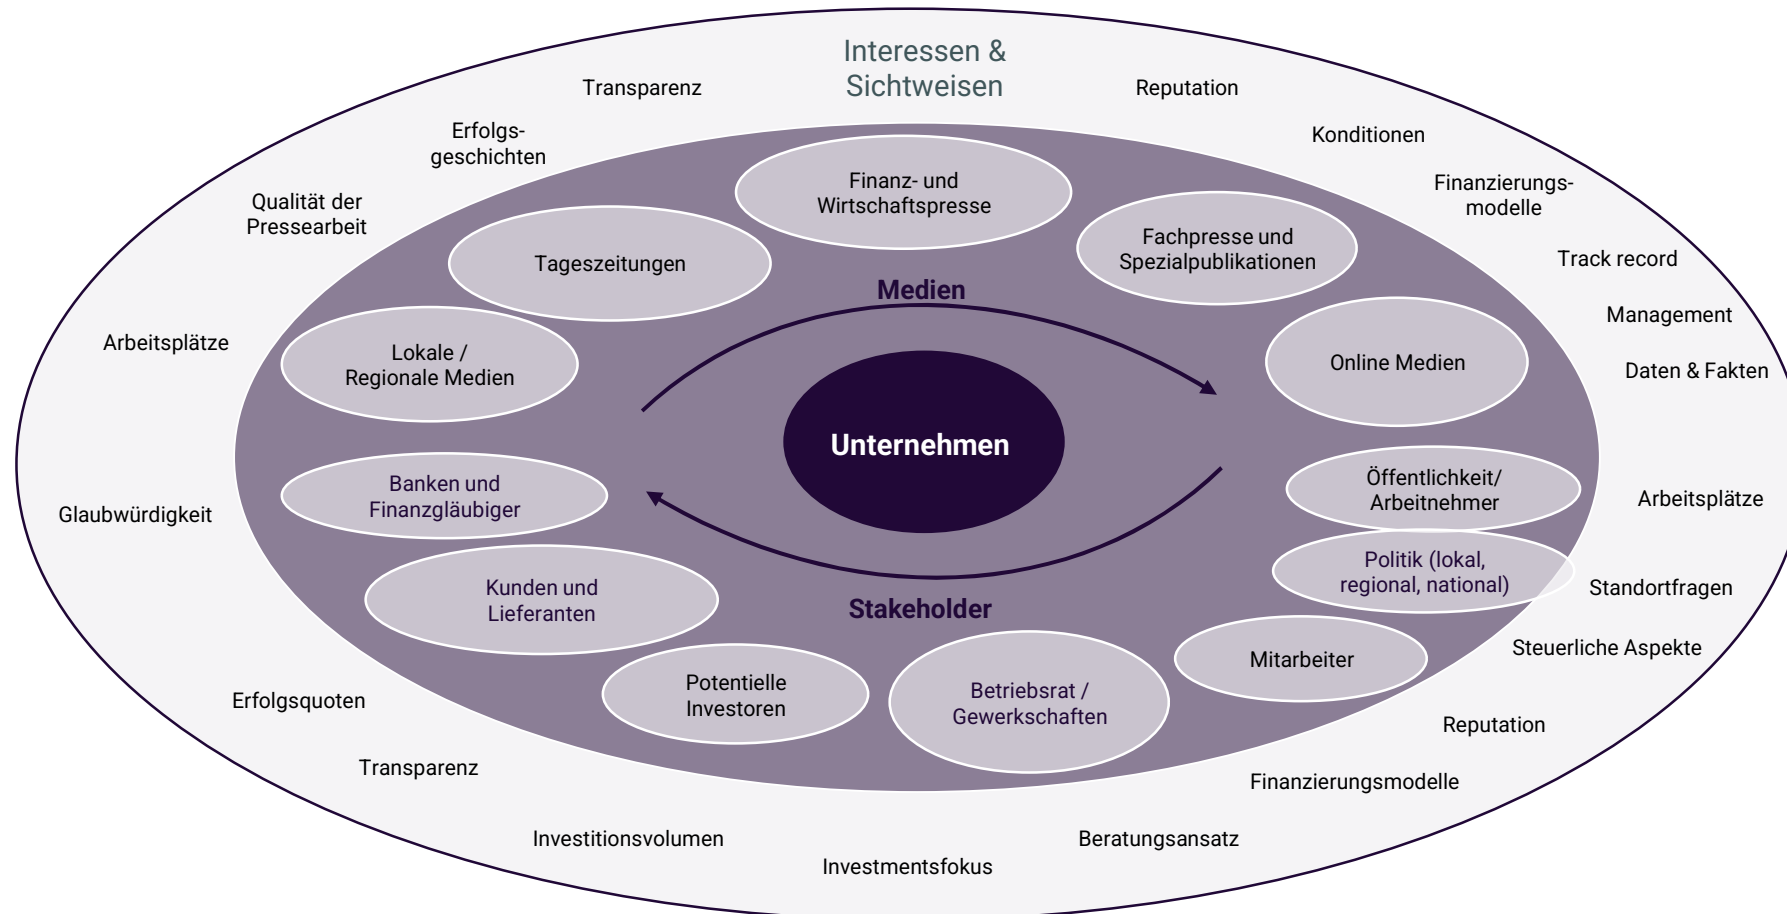 Interessen &
Sichtweisen
Transparenz
Reputation
Erfolgs-
geschichten
Konditionen
Qualität der
Pressearbeit
Finanz- und
Wirtschaftspresse
Finanzierungs-
modelle
Tageszeitungen
Fachpresse und
Spezialpublikationen
Track record
Medien
Management
Arbeitsplätze
Lokale /
Regionale Medien
Online Medien
Daten & Fakten
Unternehmen
Banken und
Finanzgläubiger
Öffentlichkeit/
Arbeitnehmer
Arbeitsplätze
Glaubwürdigkeit
Politik (lokal,
regional, national)
Kunden und
Lieferanten
Standortfragen
Stakeholder
Steuerliche Aspekte
Mitarbeiter
Potentielle
Investoren
Betriebsrat /
Gewerkschaften
Erfolgsquoten
Reputation
Transparenz
Finanzierungsmodelle
Investitionsvolumen
Beratungsansatz
Investmentsfokus